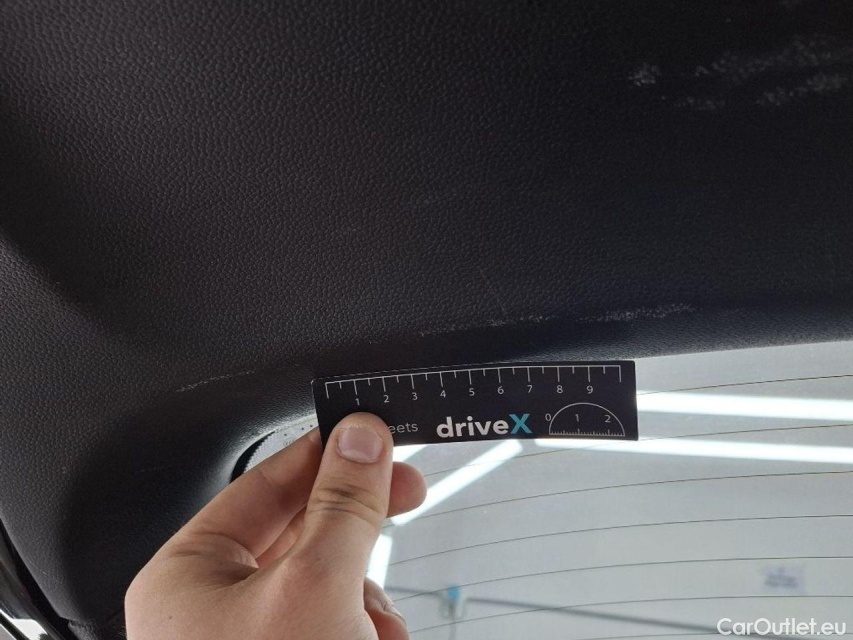 1 2 3 4 5 6 7 8 9
eets driveX 0 1 2
CarOutlet.eu